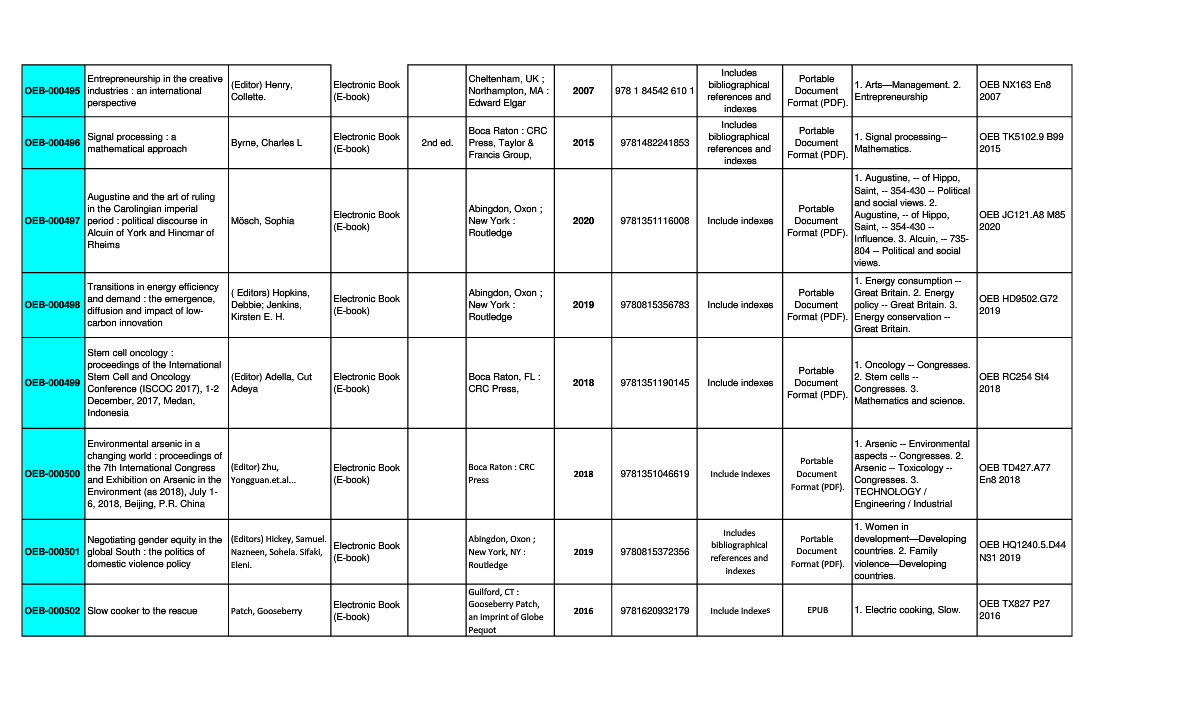 OEB-000495
Entrepreneurship in the creative
industries : an international
perspective
(Editor) Henry,
Collette.
Electronic Book
(E-book)
Cheltenham, UK ;
Northampton, MA :
Edward Elgar
2007
978 1 84542 610 1
Includes
bibliographical
references and
indexes
Portable
Document
Format (PDF).
1. Arts—Management. 2.
Entrepreneurship
OEB NX163 En8
2007
OEB-000496
Signal processing : a
mathematical approach
Byrne, Charles L
Electronic Book
(E-book)
2nd ed.
Boca Raton : CRC
Press, Taylor &
Francis Group,
2015
9781482241853
Includes
bibliographical
references and
indexes
Portable
Document
Format (PDF).
1. Signal processing--
Mathematics.
OEB TK5102.9 B99
2015
OEB-000497
Augustine and the art of ruling
in the Carolingian imperial
period : political discourse in
Alcuin of York and Hincmar of
Rheims
Mösch, Sophia
Electronic Book
(E-book)
Abingdon, Oxon ;
New York :
Routledge
2020
9781351116008
Include indexes
Portable
Document
Format (PDF).
1. Augustine, -- of Hippo,
Saint, -- 354-430 -- Political
and social views. 2.
Augustine, -- of Hippo,
Saint, -- 354-430 --
Influence. 3. Alcuin, -- 735-
804 -- Political and social
views.
OEB JC121.A8 M85
2020
OEB-000498
Transitions in energy efficiency
and demand : the emergence,
diffusion and impact of low-
carbon innovation
( Editors) Hopkins,
Debbie; Jenkins,
Kirsten E. H.
Electronic Book
(E-book)
Abingdon, Oxon ;
New York :
Routledge
2019
9780815356783
Include indexes
Portable
Document
Format (PDF).
1. Energy consumption --
Great Britain. 2. Energy
policy -- Great Britain. 3.
Energy conservation --
Great Britain.
OEB HD9502.G72
2019
OEB-000499
Stem cell oncology :
proceedings of the International
Stem Cell and Oncology
Conference (ISCOC 2017), 1-2
December, 2017, Medan,
Indonesia
(Editor) Adella, Cut
Adeya
Electronic Book
(E-book)
Boca Raton, FL :
CRC Press,
2018
9781351190145
Include indexes
Portable
Document
Format (PDF).
1. Oncology -- Congresses.
2. Stem cells --
Congresses. 3.
Mathematics and science.
OEB RC254 St4
2018
OEB-000500
Environmental arsenic in a
changing world : proceedings of
the 7th International Congress
and Exhibition on Arsenic in the
Environment (as 2018), July 1-
6, 2018, Beijing, P.R. China
(Editor) Zhu,
Yongguan.et.al...
Electronic Book
(E-book)
Boca Raton : CRC
Press
2018
9781351046619
Include Indexes
Portable
Document
Format (PDF).
1. Arsenic -- Environmental
aspects -- Congresses. 2.
Arsenic -- Toxicology --
Congresses. 3.
TECHNOLOGY /
Engineering / Industrial
OEB TD427.A77
En8 2018
OEB-000501
Negotiating gender equity in the
global South : the politics of
domestic violence policy
(Editors) Hickey, Samuel.
Nazneen, Sohela. Sifaki,
Eleni.
Electronic Book
(E-book)
Abingdon, Oxon ;
New York, NY :
Routledge
2019
9780815372356
Includes
bibliographical
references and
indexes
Portable
Document
Format (PDF).
1. Women in
development—Developing
countries. 2. Family
violence—Developing
countries.
OEB HQ1240.5.D44
N31 2019
OEB-000502
Slow cooker to the rescue
Patch, Gooseberry
Electronic Book
(E-book)
Guilford, CT :
Gooseberry Patch,
an imprint of Globe
Pequot
2016
9781620932179
Include Indexes
EPUB
1. Electric cooking, Slow.
OEB TX827 P27
2016